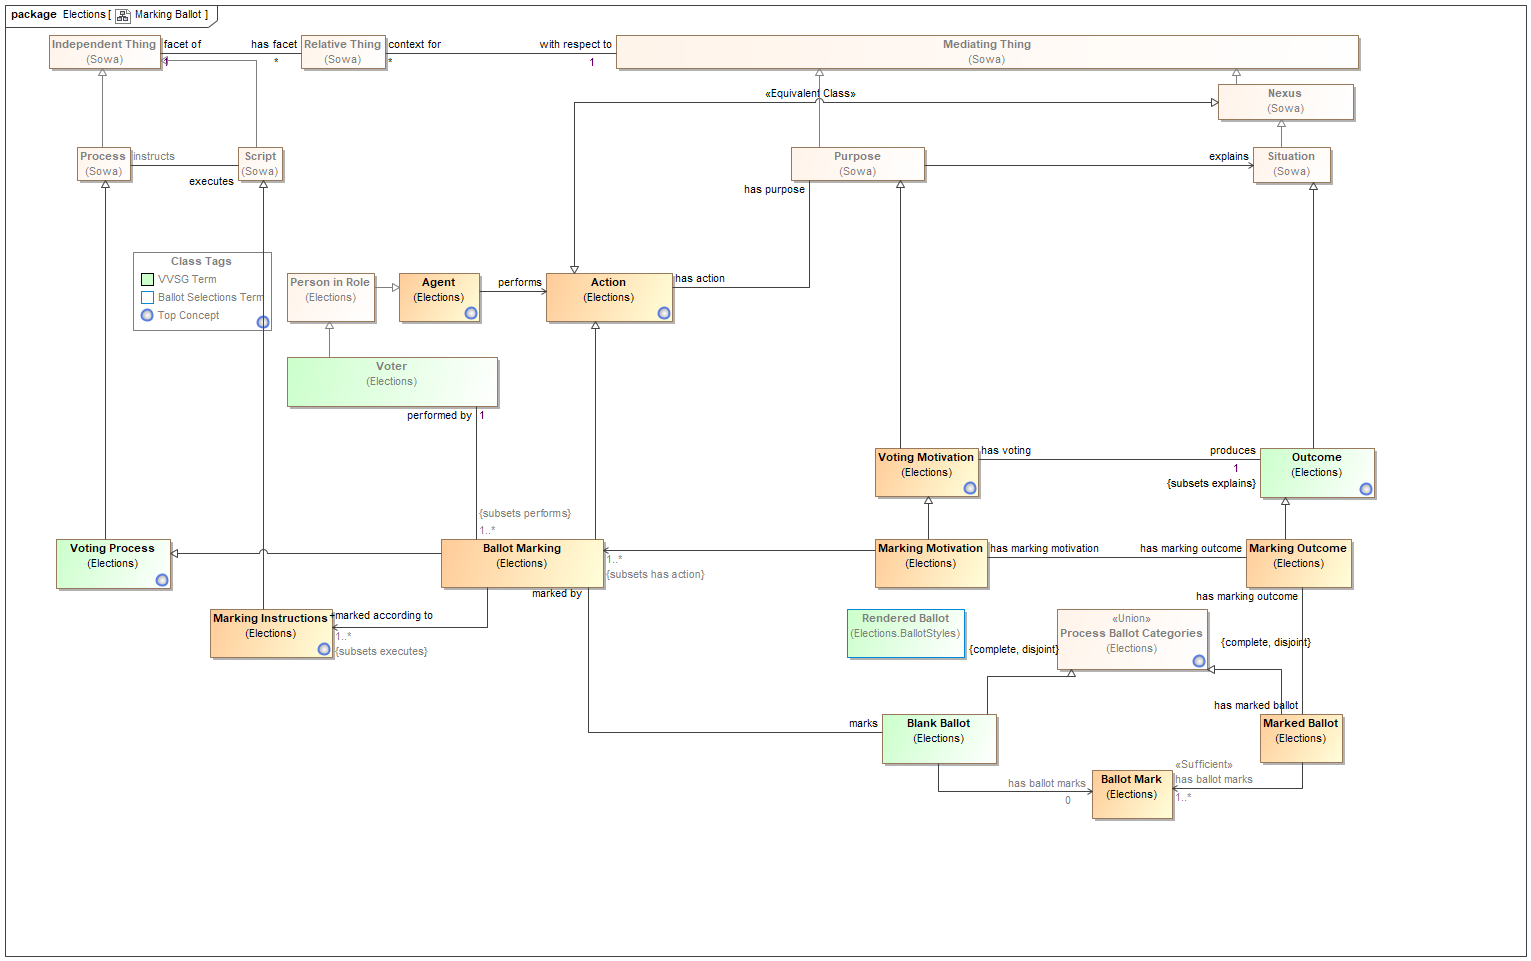 package Elections [ Marking Ballot ]
Independent Thing
(Sowa)
facet of
1
has facet
*
Relative Thing
(Sowa)
context for
*
with respect to
1
Mediating Thing
(Sowa)
«Equivalent Class»
Nexus
(Sowa)
Process
(Sowa)
instructs
executes
Script
(Sowa)
Purpose
(Sowa)
has purpose
explains
Situation
(Sowa)
Class Tags
VVSG Term
Ballot Selections Term
Top Concept
Person in Role
(Elections)
Agent
(Elections)
performs
Action
(Elections)
has action
Voter
(Elections)
performed by
1
Voting Motivation
(Elections)
has voting
produces
1
{subsets explains}
Outcome
(Elections)
{subsets performs}
1..*
Voting Process
(Elections)
Ballot Marking
(Elections)
1..*
{subsets has action}
marked by
Marking Motivation
(Elections)
has marking motivation
has marking outcome
Marking Outcome
(Elections)
has marking outcome
Marking Instructions
(Elections)
+marked according to
1..*
{subsets executes}
Rendered Ballot
(Elections.BallotStyles)
{complete, disjoint}
«Union»
Process Ballot Categories
(Elections)
{complete, disjoint}
has marked ballot
marks
Blank Ballot
(Elections)
Marked Ballot
(Elections)
has ballot marks
0
Ballot Mark
(Elections)
«Sufficient»
has ballot marks
1..*